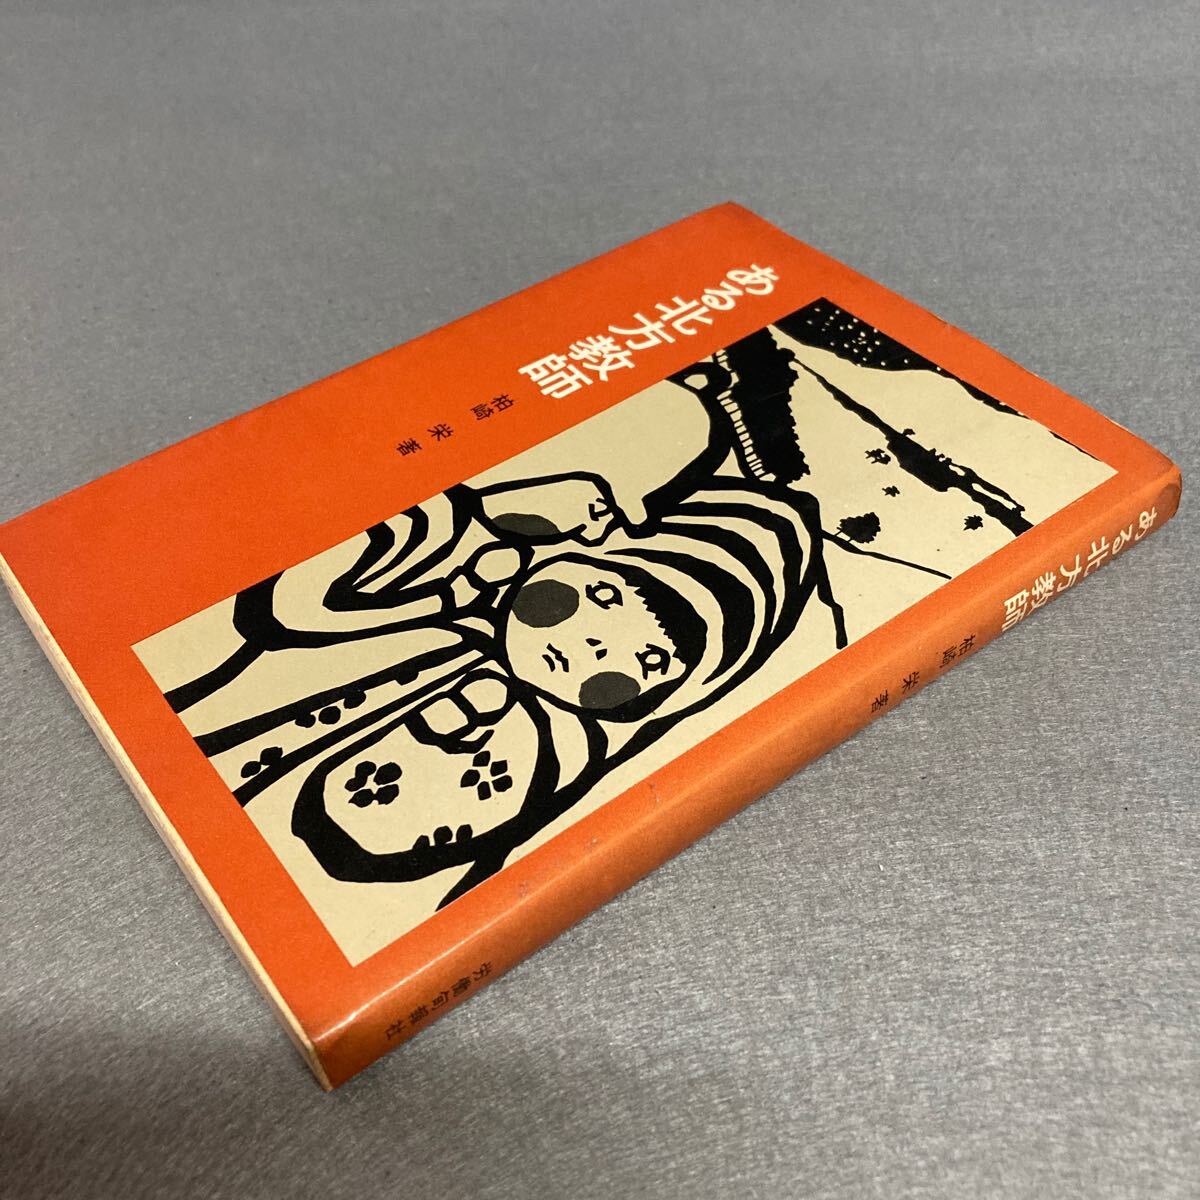 ある北方教師
柏崎 栄 著
ある北方教師
柏崎 栄 著
労働旬報社